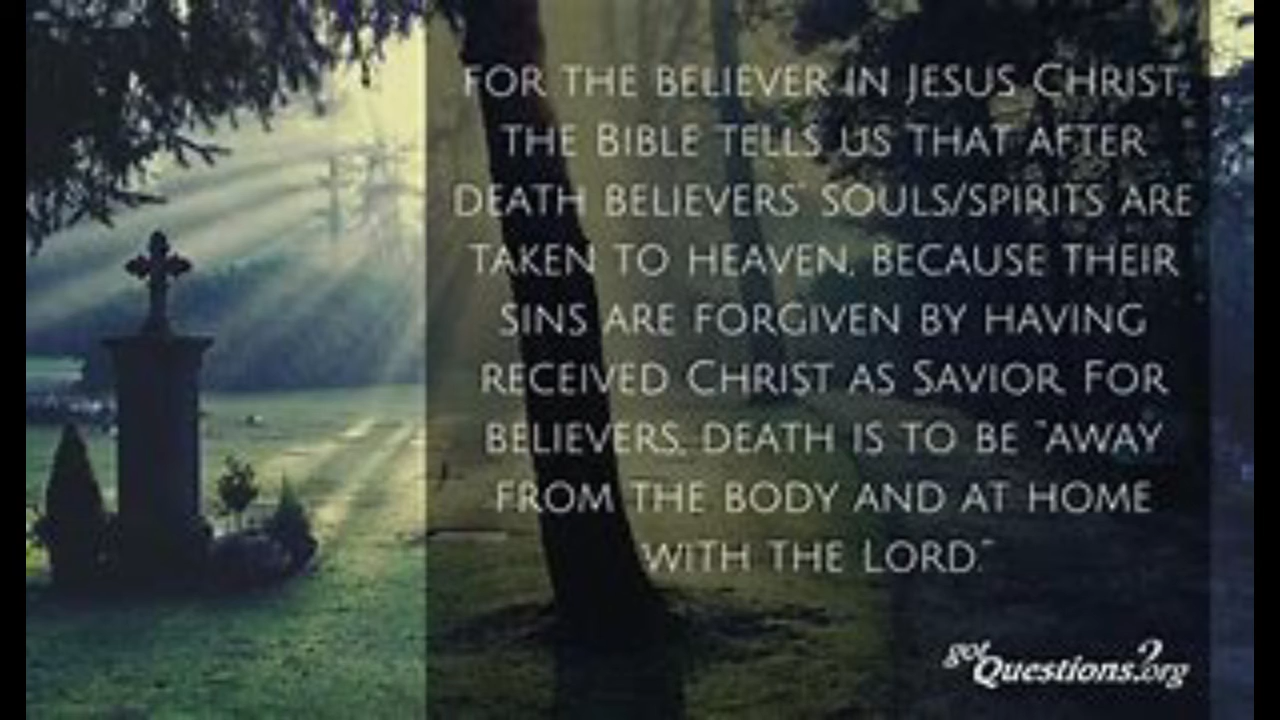 FOR THE BELIEVER IN JESUS CHRIST,
THE BIBLE TELLS US THAT AFTER
DEATH BELIEVERS' SOULS/SPIRITS ARE
TAKEN TO HEAVEN, BECAUSE THEIR
SINS ARE FORGIVEN BY HAVING
RECEIVED CHRIST AS SAVIOR. FOR
BELIEVERS, DEATH IS TO BE "AWAY
FROM THE BODY AND AT HOME
WITH THE LORD."
gotQuestions?.org